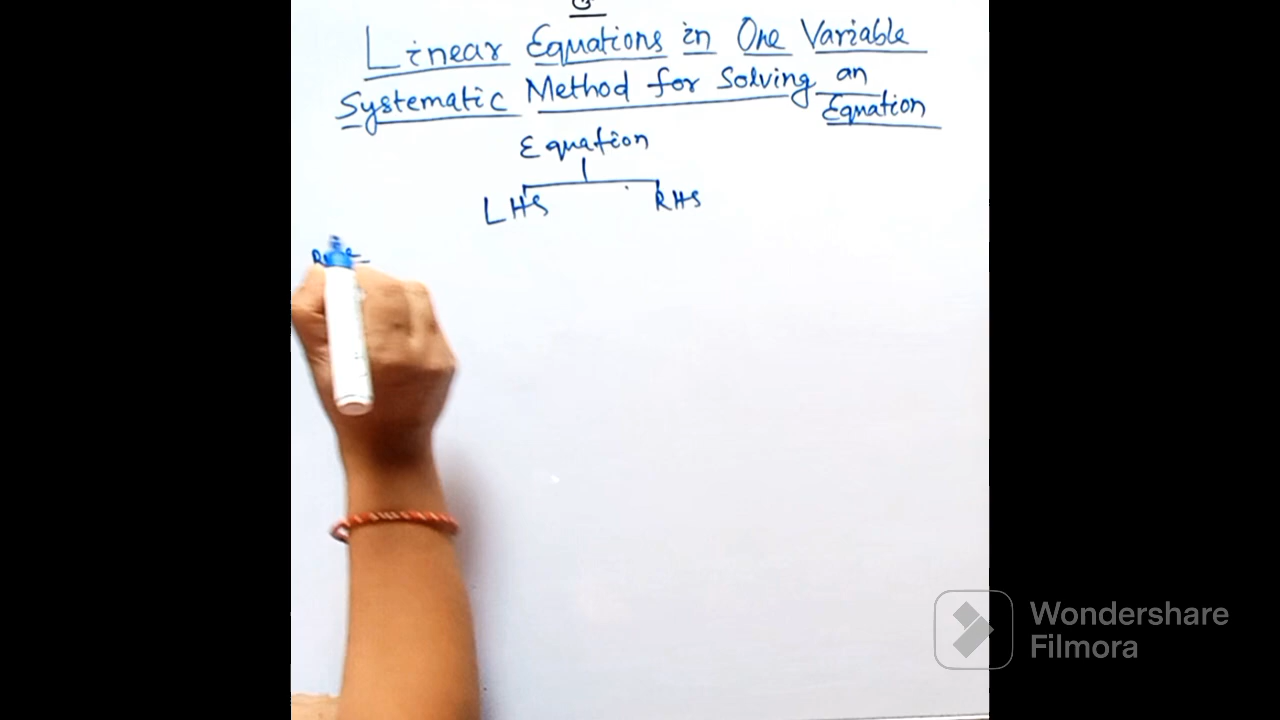 Linear Equations in One Variable
Systematic Method for Solving an
Equation
Equation
LHS RHS
Wondershare
Filmora